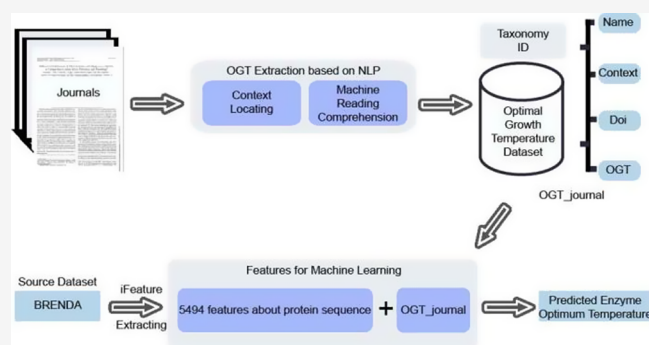 Journals
OGT Extraction based on NLP
Context
Locating
Machine
Reading
Comprehension
Taxonomy
ID
Optimal
Growth
Temperature
Dataset
Name
Context
Doi
OGT
OGT_journal
Source Dataset
BRENDA
iFeature
Extracting
Features for Machine Learning
5494 features about protein sequence
+
OGT_journal
Predicted Enzyme
Optimum Temperature